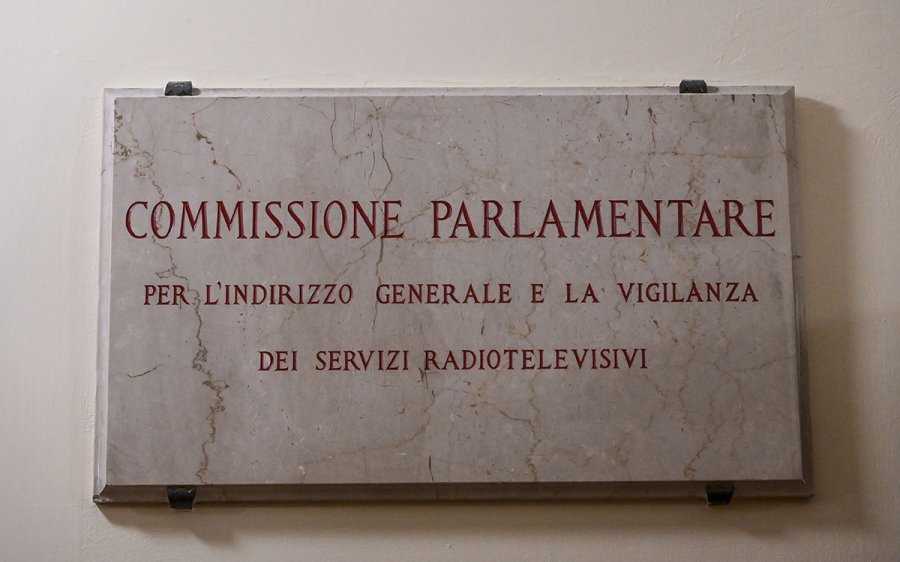 COMMISSIONE PARLAMENTARE
PER L'INDIRIZZO GENERALE E LA VIGILANZA
DEI SERVIZI RADIOTELEVISIVI